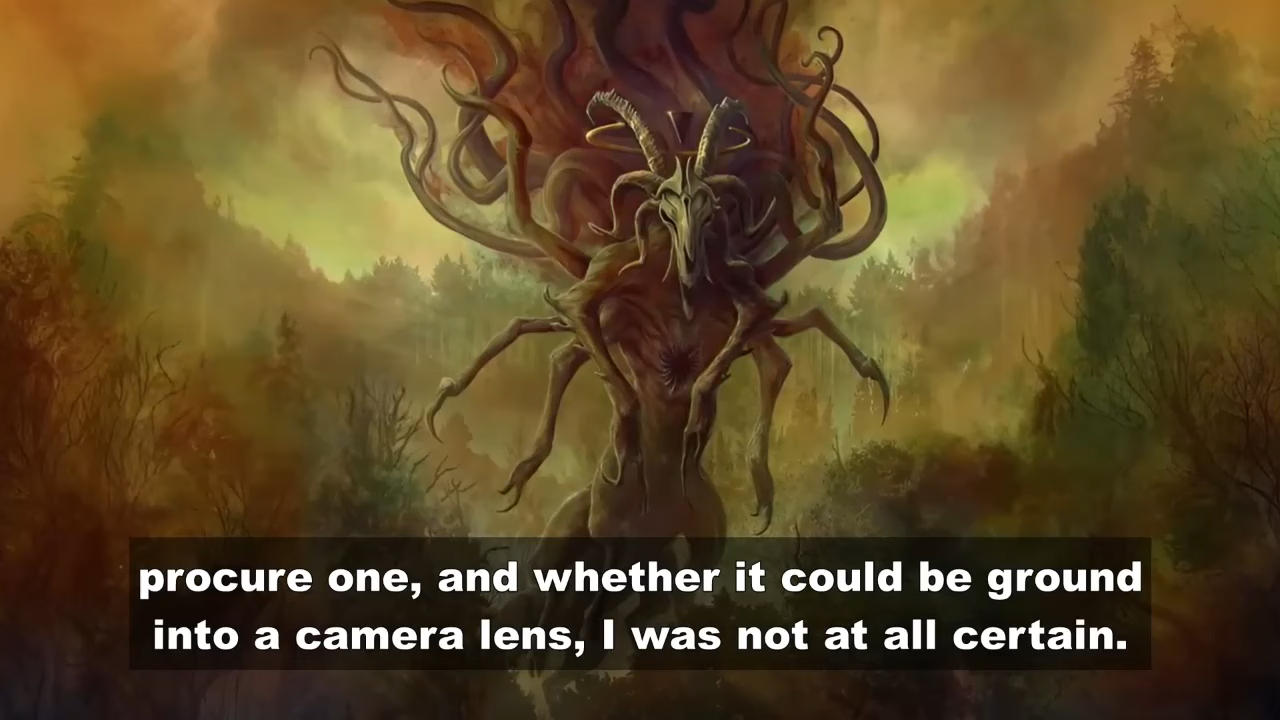 procure one, and whether it could be ground
into a camera lens, I was not at all certain.